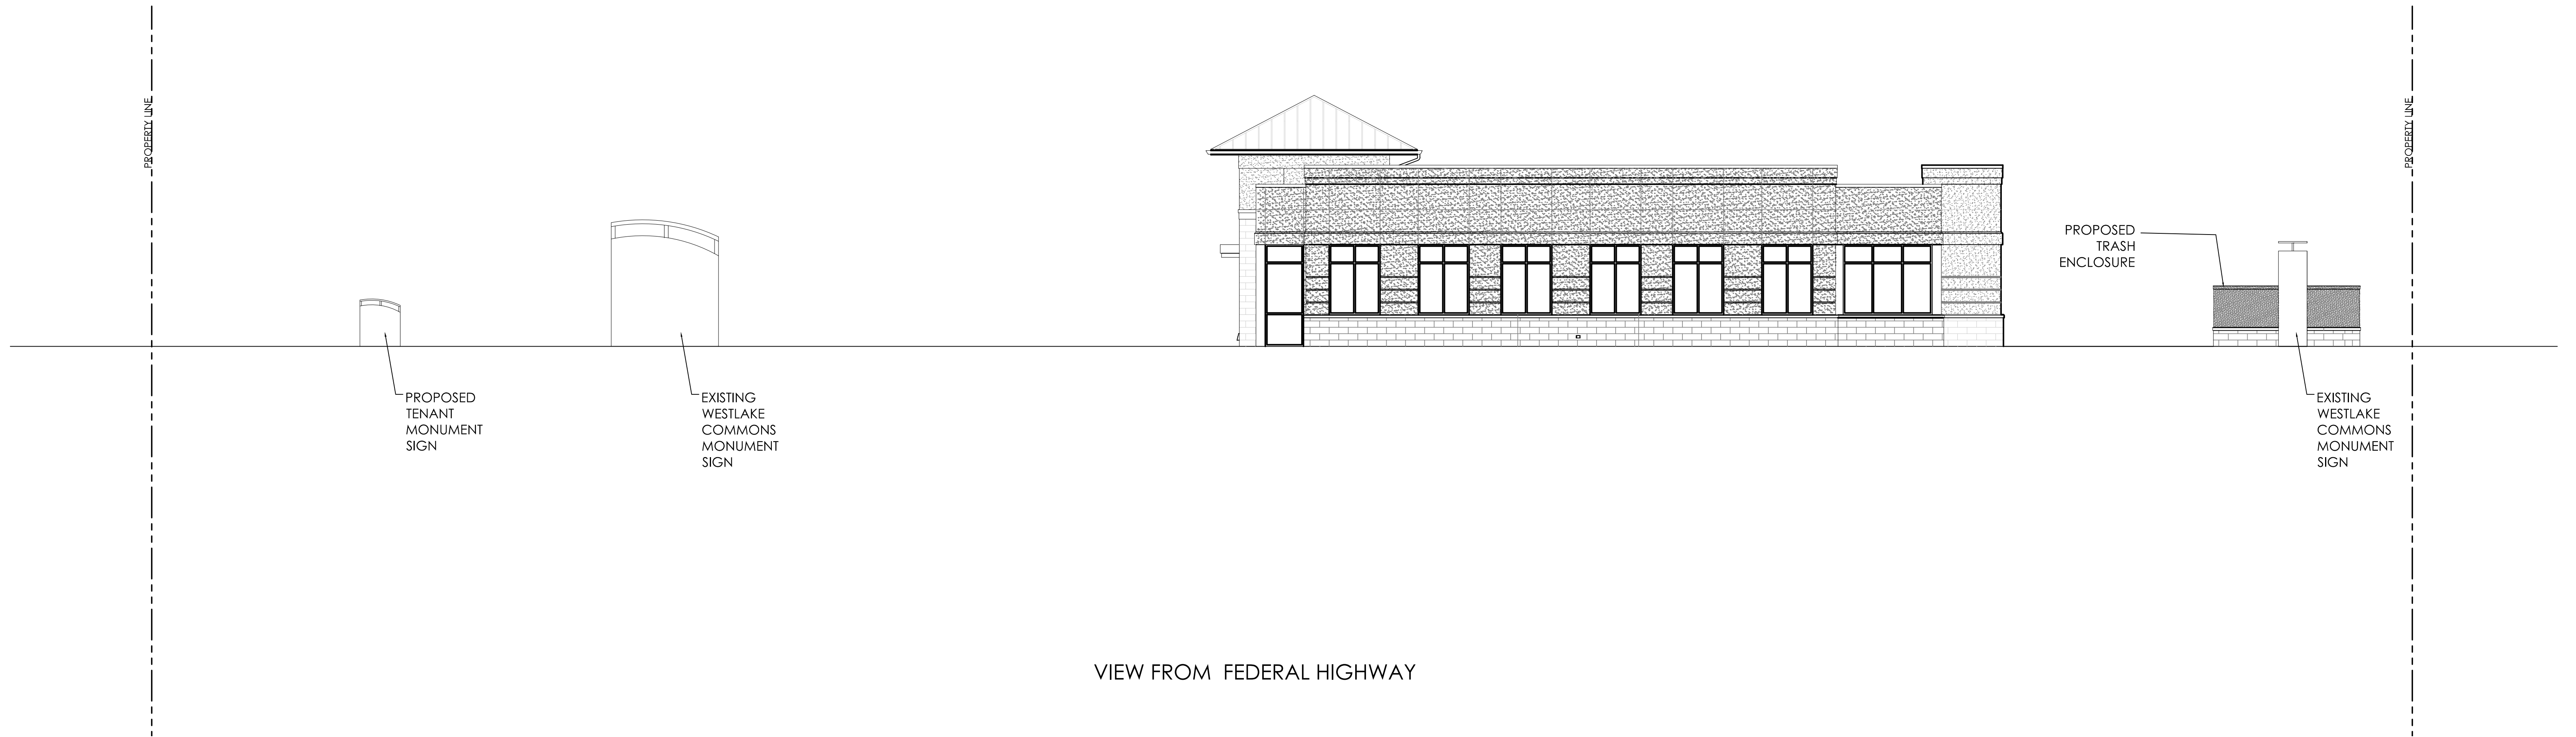 PROPERTY LINE
PROPERTY LINE
PROPOSED
TRASH
ENCLOSURE
PROPOSED
TENANT
MONUMENT
SIGN
EXISTING
WESTLAKE
COMMONS
MONUMENT
SIGN
EXISTING
WESTLAKE
COMMONS
MONUMENT
SIGN
VIEW FROM FEDERAL HIGHWAY